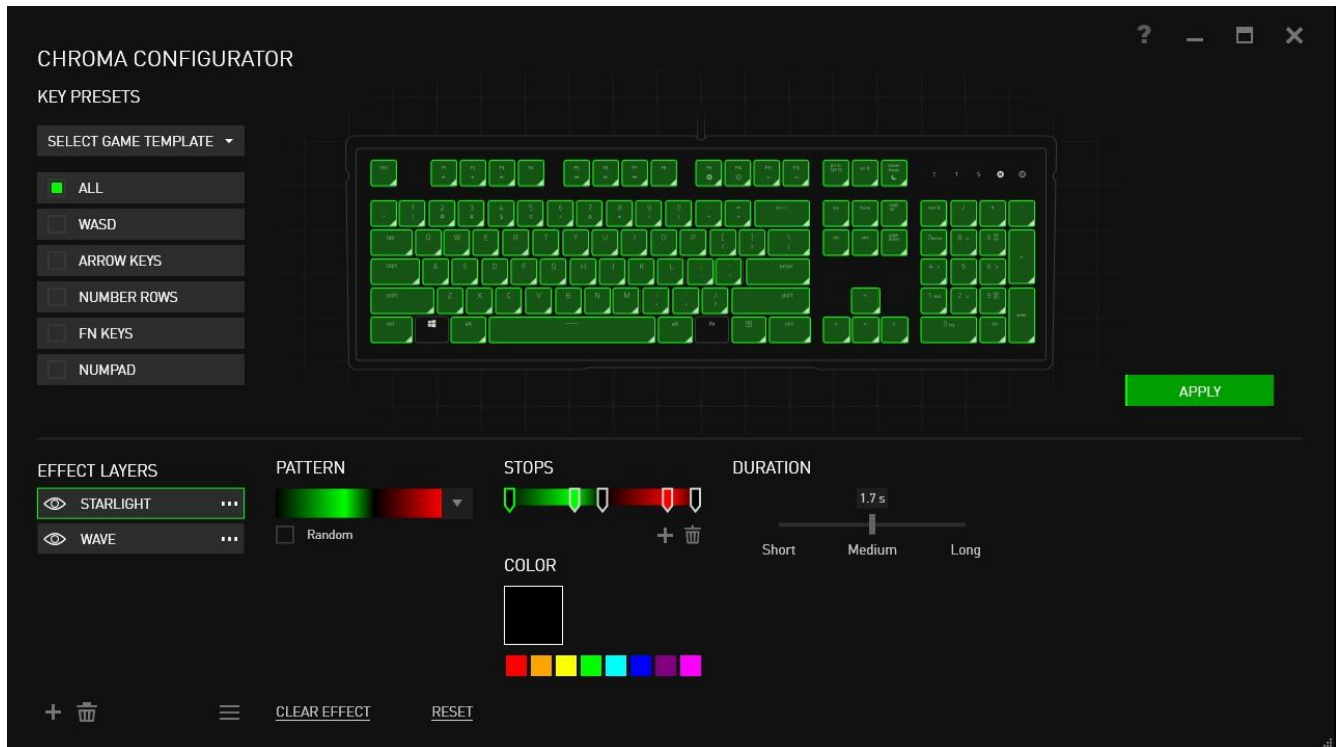 ?
CHROMA CONFIGURATOR
KEY PRESETS
SELECT GAME TEMPLATE
ALL
WASD
ARROW KEYS
NUMBER ROWS
FN KEYS
NUMPAD
Q W E R T Y U I O P
A S D F G H J K L
Z X C V B N M
APPLY
EFFECT LAYERS
PATTERN
STOPS
DURATION
STARLIGHT
1.7 s
WAVE
Random
Short Medium Long
COLOR
CLEAR EFFECT
RESET